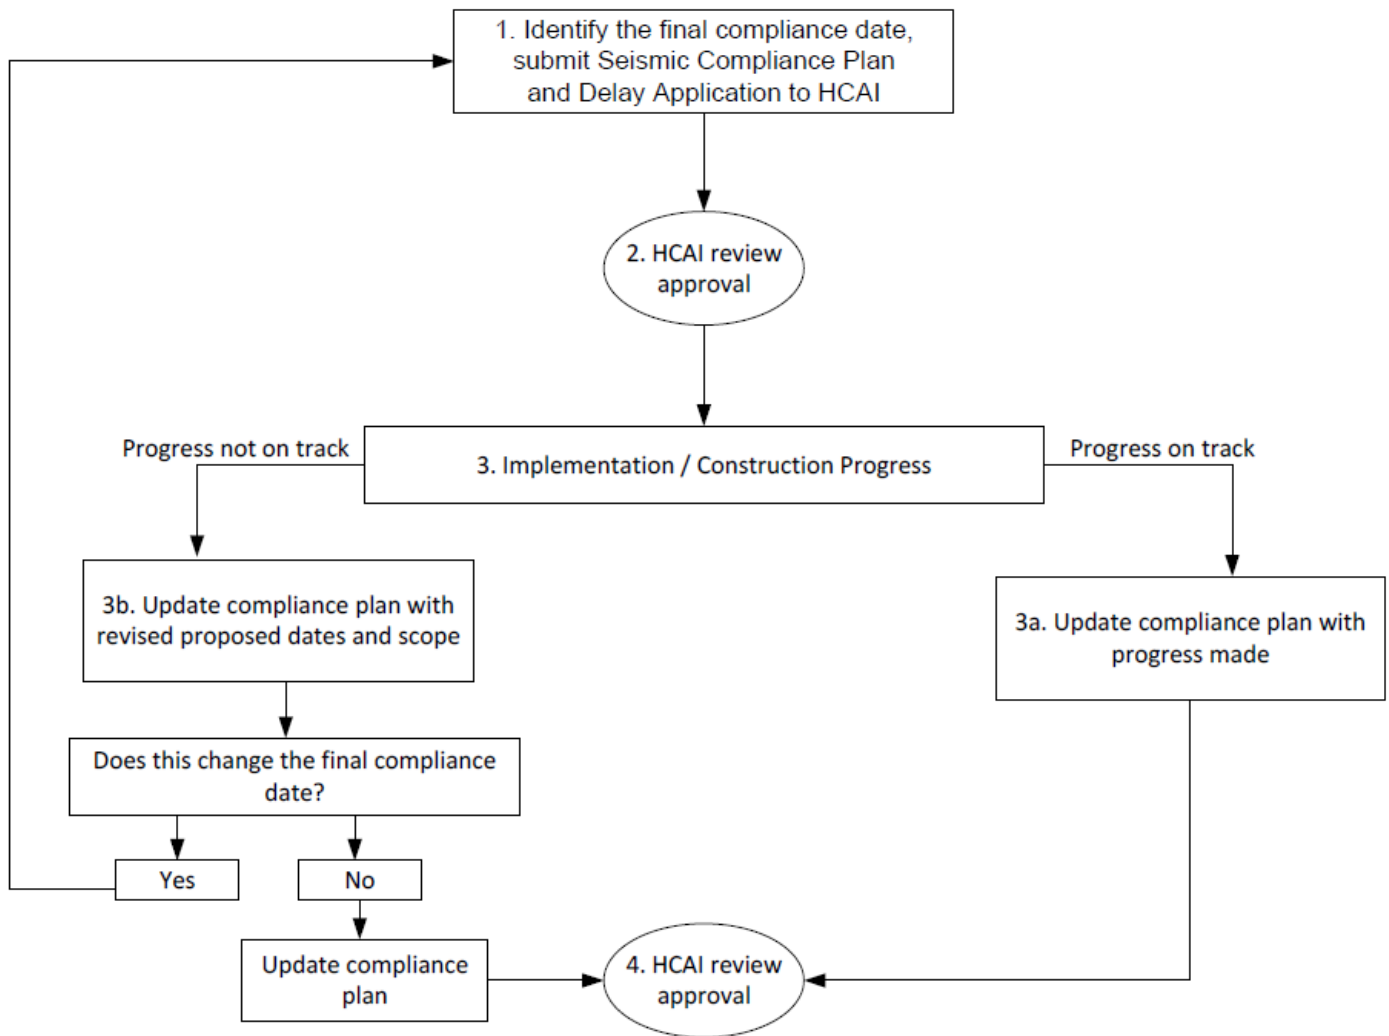 1. Identify the final compliance date,
submit Seismic Compliance Plan
and Delay Application to HCAI
2. HCAI review
approval
Progress not on track
3. Implementation / Construction Progress
Progress on track
3b. Update compliance plan with
revised proposed dates and scope
3a. Update compliance plan with
progress made
Does this change the final compliance
date?
Yes
No
Update compliance
plan
4. HCAI review
approval